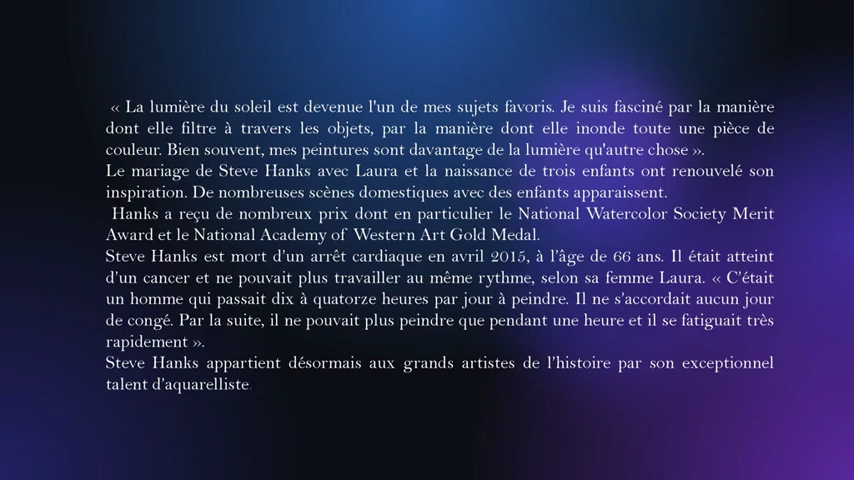 « La lumière du soleil est devenue l'un de mes sujets favoris. Je suis fasciné par la manière
dont elle filtre à travers les objets, par la manière dont elle inonde toute une pièce de
couleur. Bien souvent, mes peintures sont davantage de la lumière qu'autre chose ».
Le mariage de Steve Hanks avec Laura et la naissance de trois enfants ont renouvelé son
inspiration. De nombreuses scènes domestiques avec des enfants apparaissent.
Hanks a reçu de nombreux prix dont en particulier le National Watercolor Society Merit
Award et le National Academy of Western Art Gold Medal.
Steve Hanks est mort d'un arrêt cardiaque en avril 2015, à l'âge de 66 ans. Il était atteint
d'un cancer et ne pouvait plus travailler au même rythme, selon sa femme Laura. « C'était
un homme qui passait dix à quatorze heures par jour à peindre. Il ne s'accordait aucun jour
de congé. Par la suite, il ne pouvait plus peindre que pendant une heure et il se fatiguait très
rapidement ».
Steve Hanks appartient désormais aux grands artistes de l'histoire par son exceptionnel
talent d'aquarelliste